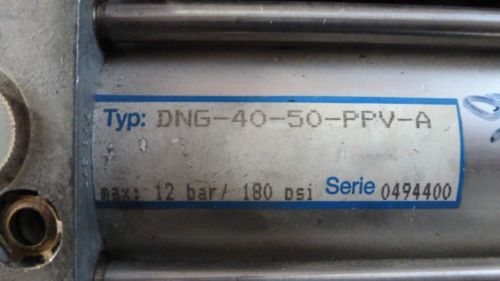 Typ: DNG-40-50-PPV-A
max: 12 bar/ 180 psi Serie 0494400